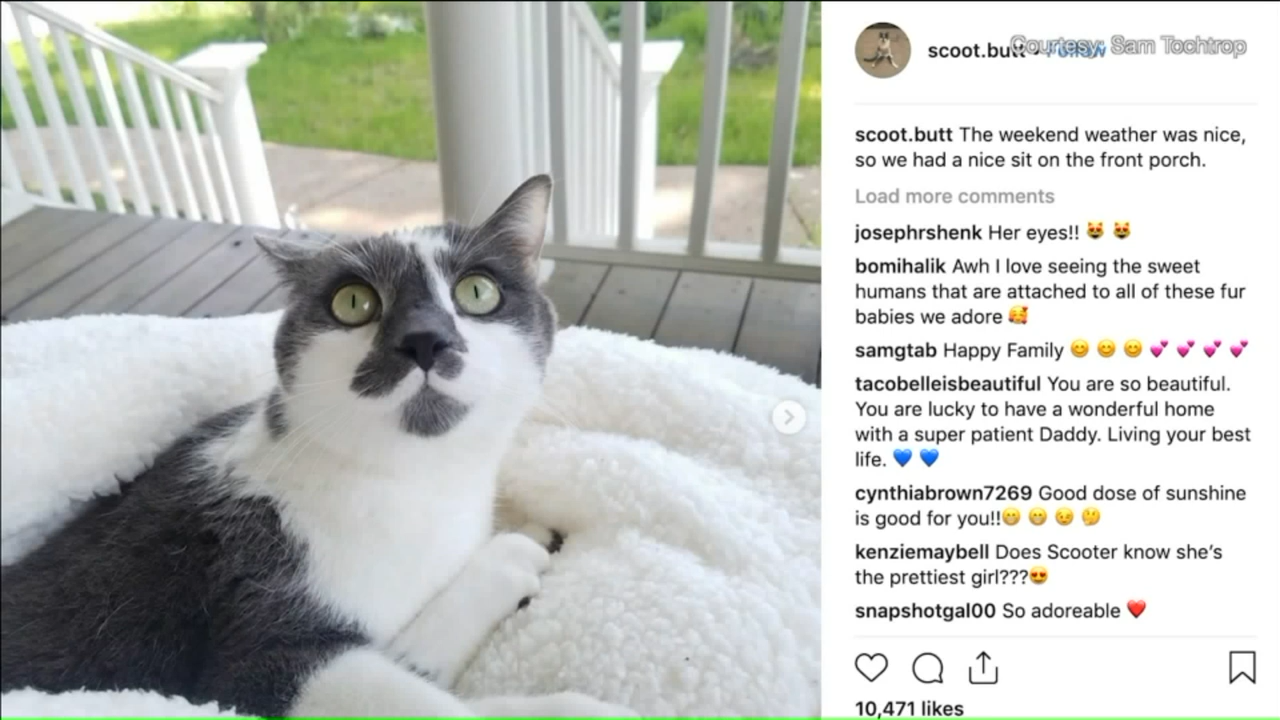 scoot.butt • Follow
Courtesy: Sam Tochtrop
scoot.butt The weekend weather was nice,
so we had a nice sit on the front porch.
Load more comments
josephrshenk Her eyes!! 😻 😻
bomihalik Awh I love seeing the sweet
humans that are attached to all of these fur
babies we adore 🥰
samgtab Happy Family 😊 😊 😊 💕 💕 💕 💕
tacobelleisbeautiful You are so beautiful.
You are lucky to have a wonderful home
with a super patient Daddy. Living your best
life. 💙 💙
cynthiabrown7269 Good dose of sunshine
is good for you!!😁 😁 😉 🤔
kenziemaybell Does Scooter know she’s
the prettiest girl???😍
snapshotgal00 So adoreable ❤️
10,471 likes